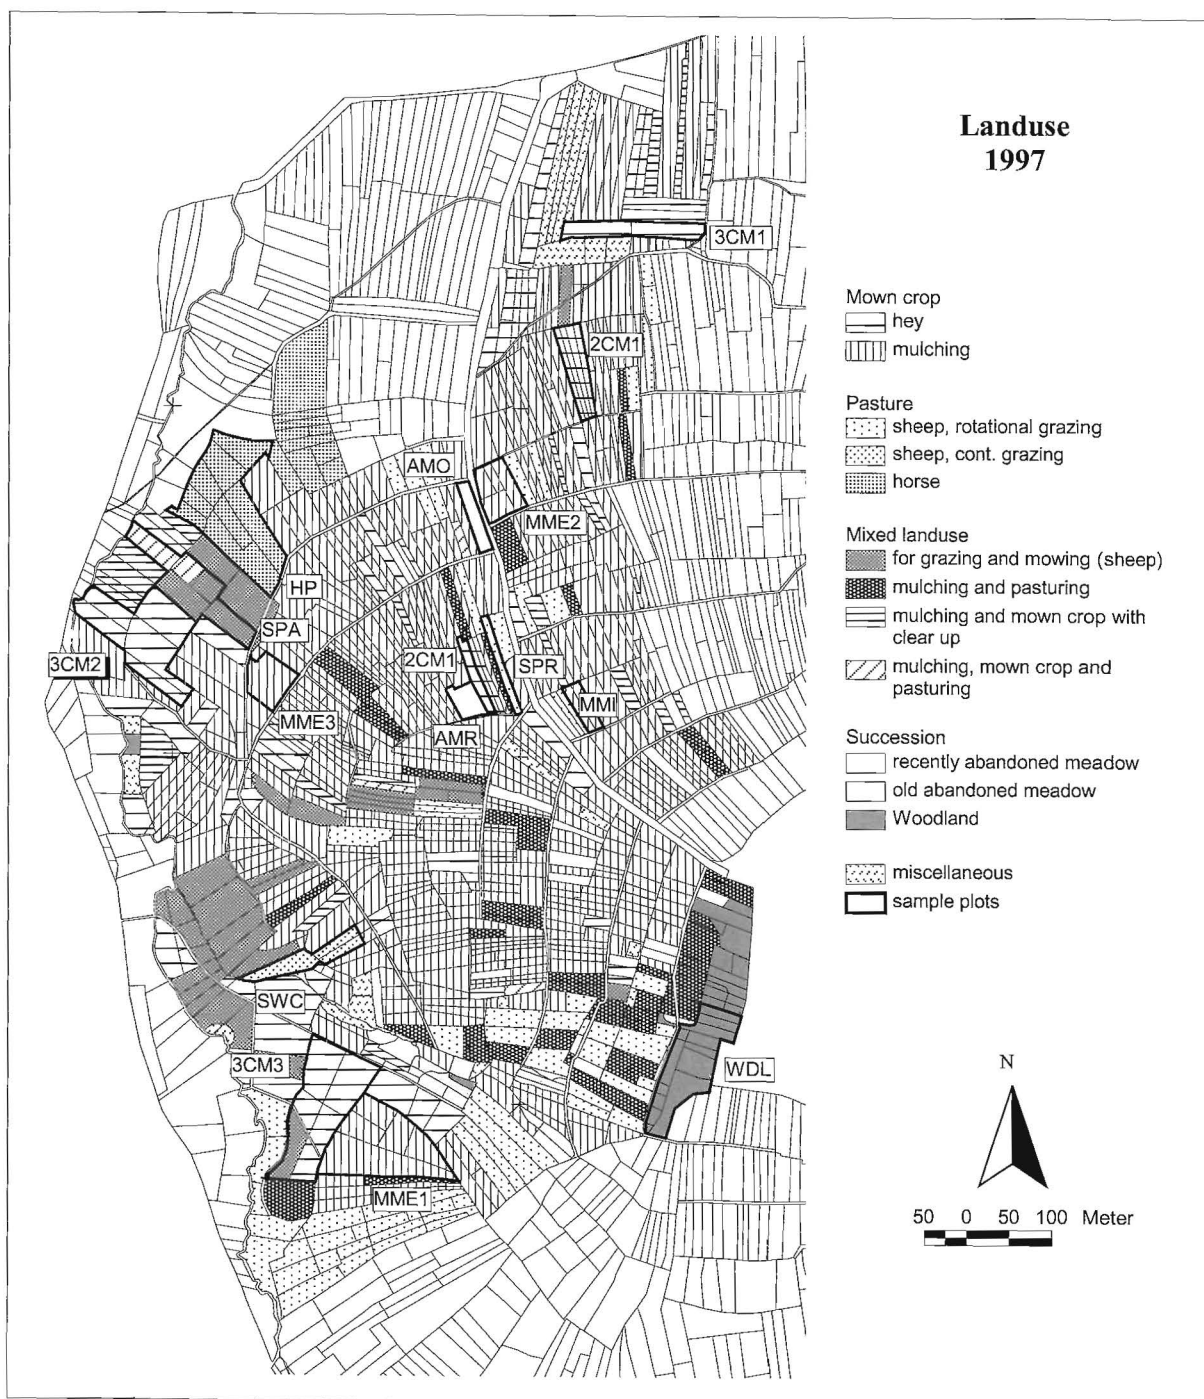 Landuse
1997
3CM1
2CM1
AMO
MME2
HP
SPA
3CM2
2CM1
SPR
MMI
MME3
AMR
SWC
3CM3
WDL
MME1
Mown crop
hey
mulching
Pasture
sheep, rotational grazing
sheep, cont. grazing
horse
Mixed landuse
for grazing and mowing (sheep)
mulching and pasturing
mulching and mown crop with
clear up
mulching, mown crop and
pasturing
Succession
recently abandoned meadow
old abandoned meadow
Woodland
miscellaneous
sample plots
N
50 0 50 100 Meter